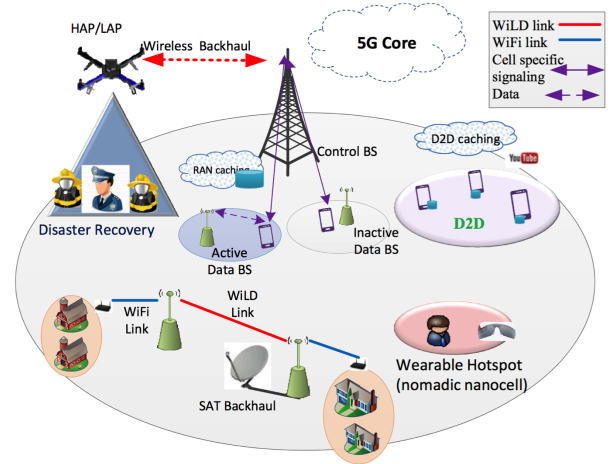 HAP/LAP
Wireless Backhaul
5G Core
WiLD link
WiFi link
Cell specific
signaling
Data
Control BS
D2D caching
YouTube
RAN caching
D2D
Disaster Recovery
Active
Data BS
Inactive
Data BS
WiFi
Link
WiLD
Link
SAT Backhaul
Wearable Hotspot
(nomadic nanocell)